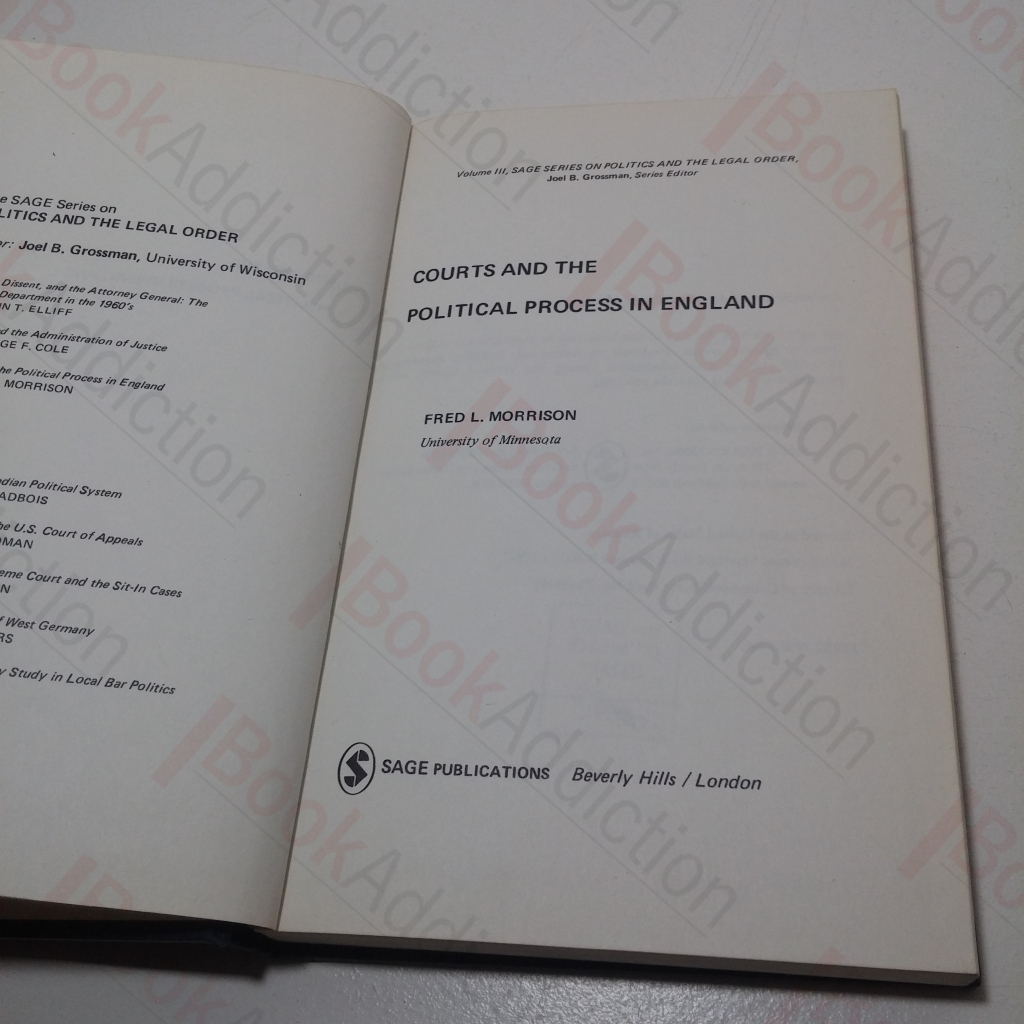 e SAGE Series on
LITICS AND THE LEGAL ORDER
or: Joel B. Grossman, University of Wisconsin
Dissent, and the Attorney General: The
Department in the 1960's
N T. ELLIFF
d the Administration of Justice
GE F. COLE
he Political Process in England
MORRISON
dian Political System
ADBOIS
he U.S. Court of Appeals
OMAN
eme Court and the Sit-In Cases
N
f West Germany
RS
y Study in Local Bar Politics
Volume III, SAGE SERIES ON POLITICS AND THE LEGAL ORDER,
Joel B. Grossman, Series Editor
COURTS AND THE
POLITICAL PROCESS IN ENGLAND
FRED L. MORRISON
University of Minnesota
S SAGE PUBLICATIONS Beverly Hills / London
BookAddiction